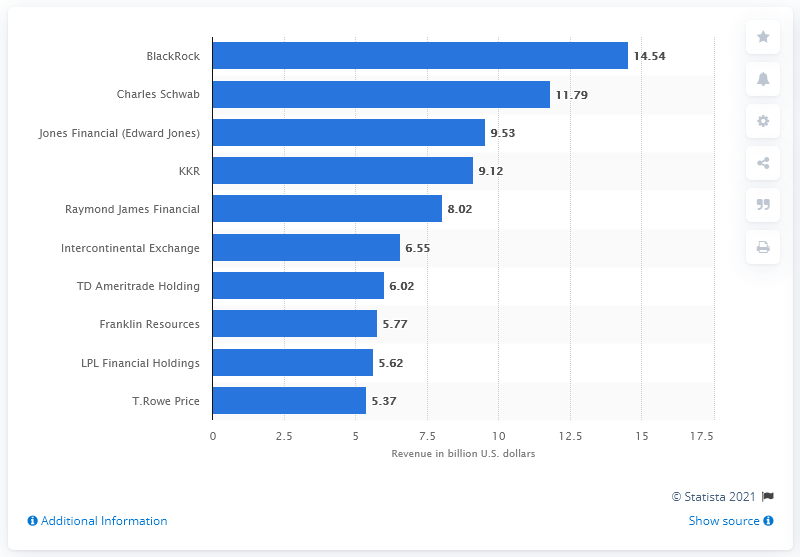 BlackRock 14.54
Charles Schwab 11.79
Jones Financial (Edward Jones) 9.53
KKR 9.12
Raymond James Financial 8.02
Intercontinental Exchange 6.55
TD Ameritrade Holding 6.02
Franklin Resources 5.77
LPL Financial Holdings 5.62
T.Rowe Price 5.37
0 2.5 5 7.5 10 12.5 15 17.5
Revenue in billion U.S. dollars
© Statista 2021
Additional Information Show source